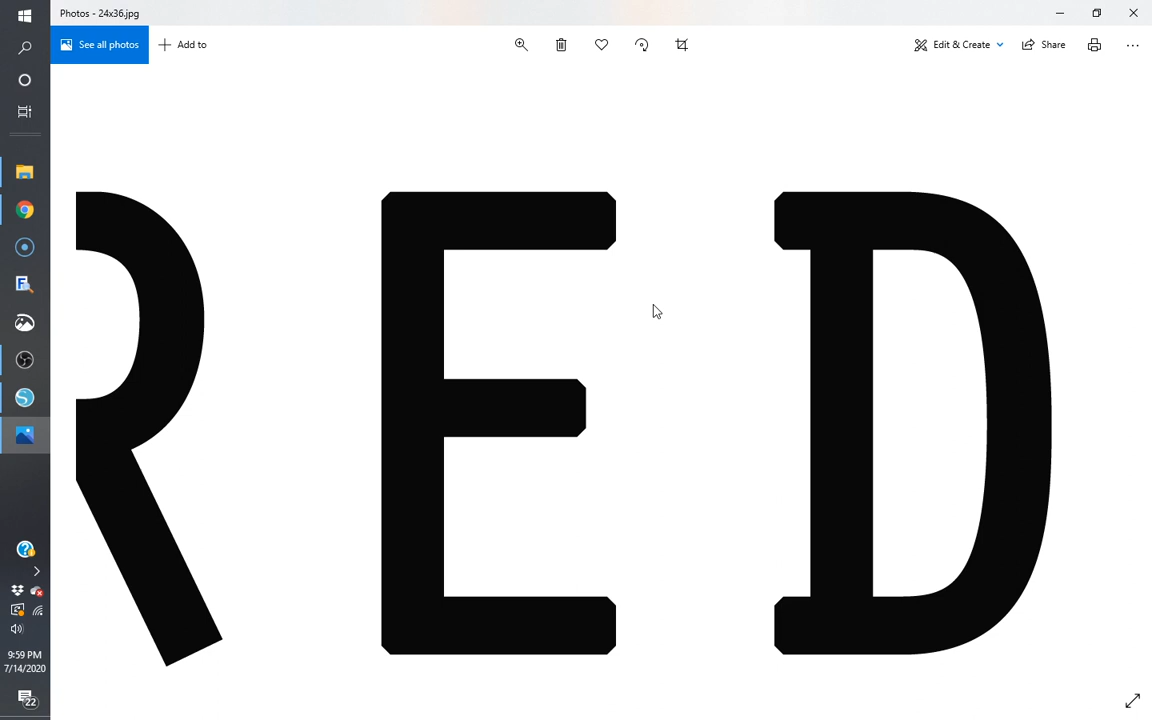 Photos - 24x36.jpg
See all photos
Add to
Edit & Create
Share
RED
9:59 PM
7/14/2020
22